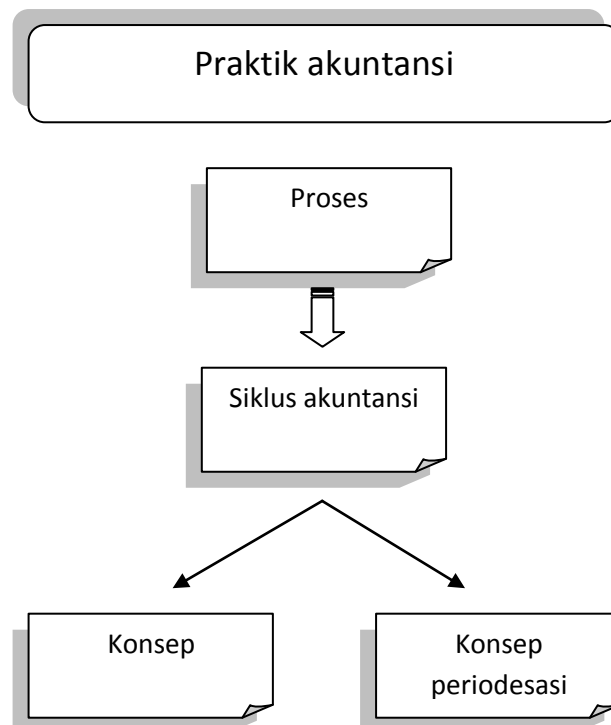 Praktik akuntansi
Proses
Siklus akuntansi
Konsep
Konsep
periodesasi